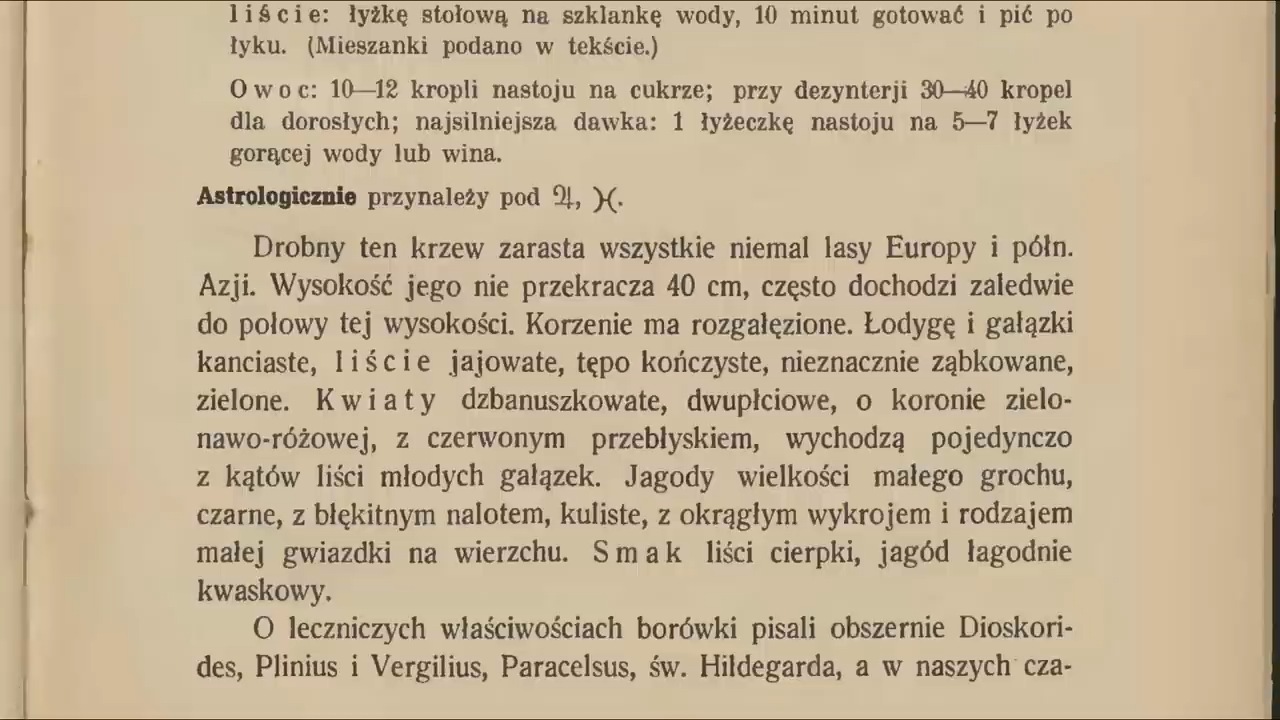 liście: łyżkę stołową na szklankę wody, 10 minut gotować i pić po
łyku. (Mieszanki podano w tekście.)
Owoc: 10—12 kropli nastoju na cukrze; przy dezynterji 30—40 kropel
dla dorosłych; najsilniejsza dawka: 1 łyżeczkę nastoju na 5—7 łyżek
gorącej wody lub wina.
Astrologicznie przynależy pod ♃, ♓.
Drobny ten krzew zarasta wszystkie niemal lasy Europy i półn.
Azji. Wysokość jego nie przekracza 40 cm, często dochodzi zaledwie
do połowy tej wysokości. Korzenie ma rozgałęzione. Łodygę i gałązki
kanciaste, liście jajowate, tępo kończyste, nieznacznie ząbkowane,
zielone. Kwiaty dzbanuszkowate, dwupłciowe, o koronie zielo-
nawo-różowej, z czerwonym przebłyskiem, wychodzą pojedynczo
z kątów liści młodych gałązek. Jagody wielkości małego grochu,
czarne, z błękitnym nalotem, kuliste, z okrągłym wykrojem i rodzajem
małej gwiazdki na wierzchu. Smak liści cierpki, jagód łagodnie
kwaskowy.
O leczniczych właściwościach borówki pisali obszernie Dioskori-
des, Plinius i Vergilius, Paracelsus, św. Hildegarda, a w naszych cza-